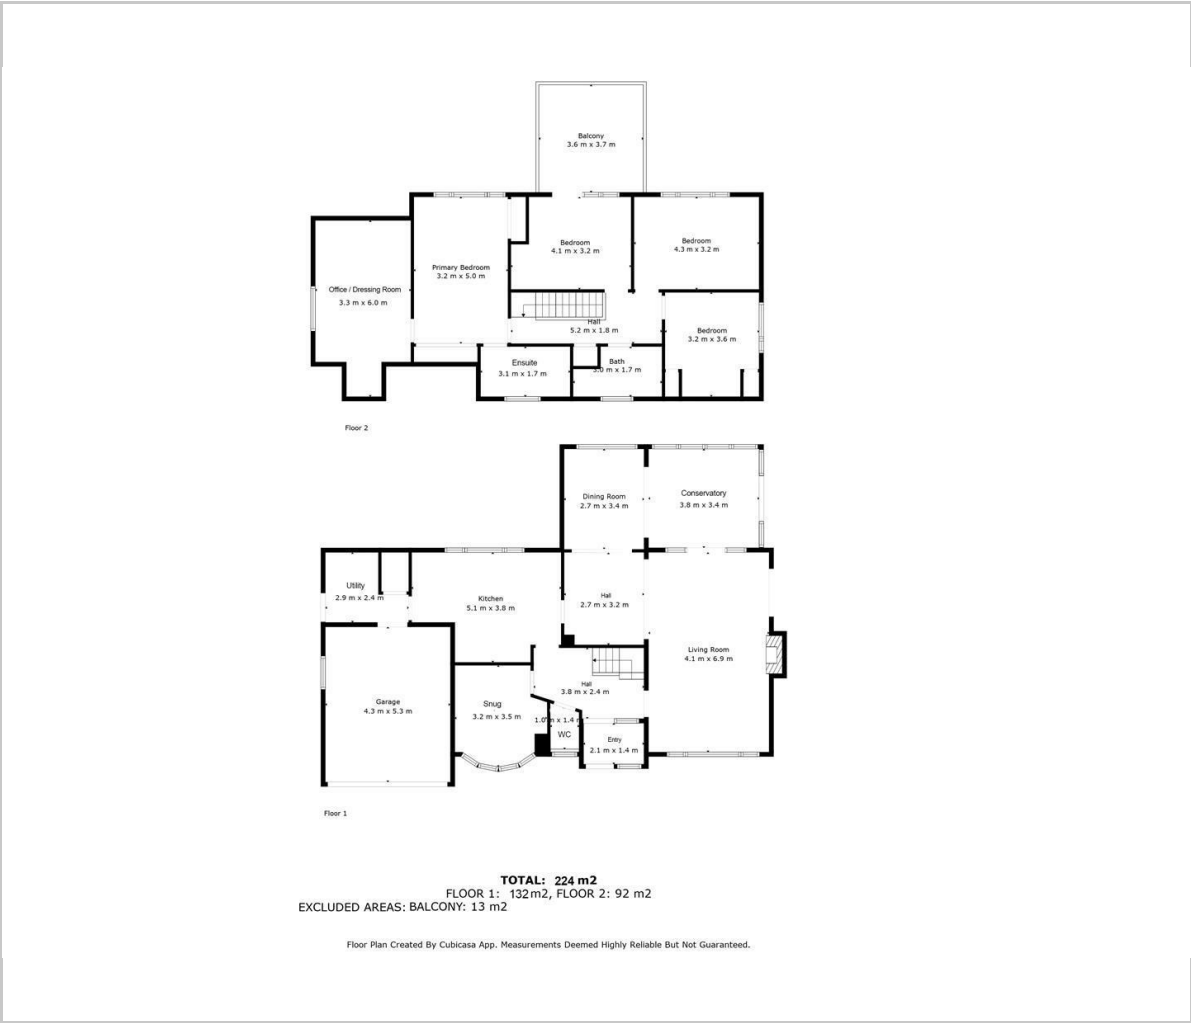 Balcony
3.6 m x 3.7 m
Bedroom
4.1 m x 3.2 m
Bedroom
4.3 m x 3.2 m
Primary Bedroom
3.2 m x 5.0 m
Office / Dressing Room
3.3 m x 6.0 m
Hall
5.2 m x 1.8 m
Bedroom
3.2 m x 3.6 m
Ensuite
3.1 m x 1.7 m
Bath
3.0 m x 1.7 m
Floor 2
Dining Room
2.7 m x 3.4 m
Conservatory
3.8 m x 3.4 m
Utility
2.9 m x 2.4 m
Kitchen
5.1 m x 3.8 m
Hall
2.7 m x 3.2 m
Living Room
4.1 m x 6.9 m
Hall
3.8 m x 2.4 m
Garage
4.3 m x 5.3 m
Snug
3.2 m x 3.5 m
1.0 m x 1.4 m
WC
Entry
2.1 m x 1.4 m
Floor 1
TOTAL: 224 m2
FLOOR 1: 132 m2, FLOOR 2: 92 m2
EXCLUDED AREAS: BALCONY: 13 m2
Floor Plan Created By Cubicasa App. Measurements Deemed Highly Reliable But Not Guaranteed.